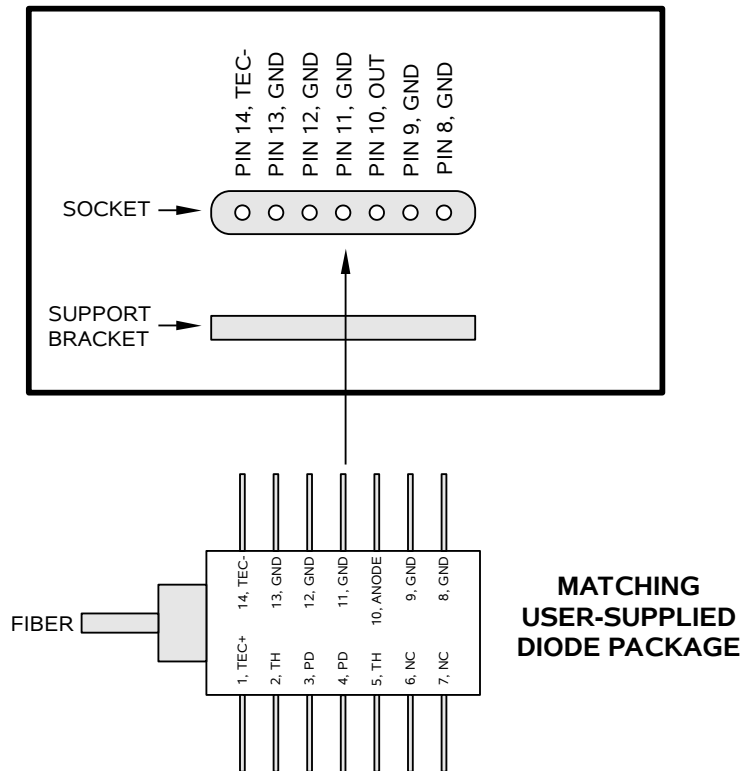 PIN 14, TEC-
PIN 13, GND
PIN 12, GND
PIN 11, GND
PIN 10, OUT
PIN 9, GND
PIN 8, GND
SOCKET
SUPPORT
BRACKET
14, TEC-
13, GND
12, GND
11, GND
10, ANODE
9, GND
8, GND
FIBER
1, TEC+
2, TH
3, PD
4, PD
5, TH
6, NC
7, NC
MATCHING
USER-SUPPLIED
DIODE PACKAGE